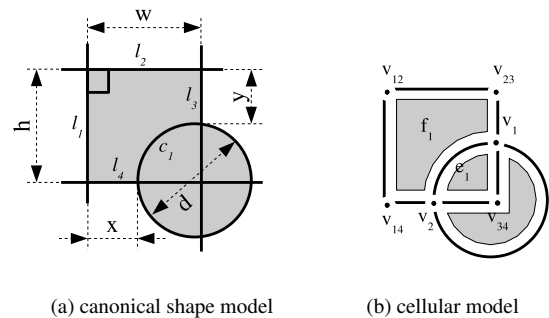 w
l2
h
l1
l3
y
c1
l4
d
x
v12
v23
f1
v1
e1
v14
v2
v34
(a) canonical shape model
(b) cellular model